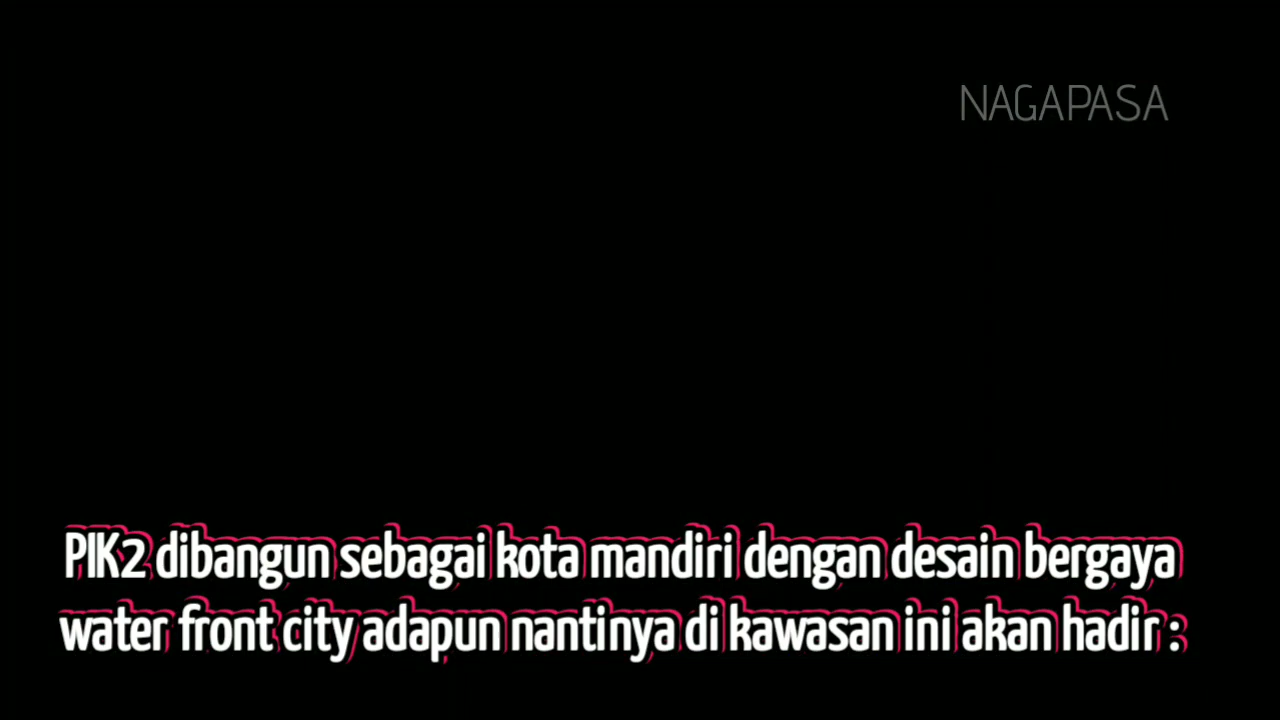 NAGAPASA
PIK2 dibangun sebagai kota mandiri dengan desain bergaya
water front city adapun nantinya di kawasan ini akan hadir :